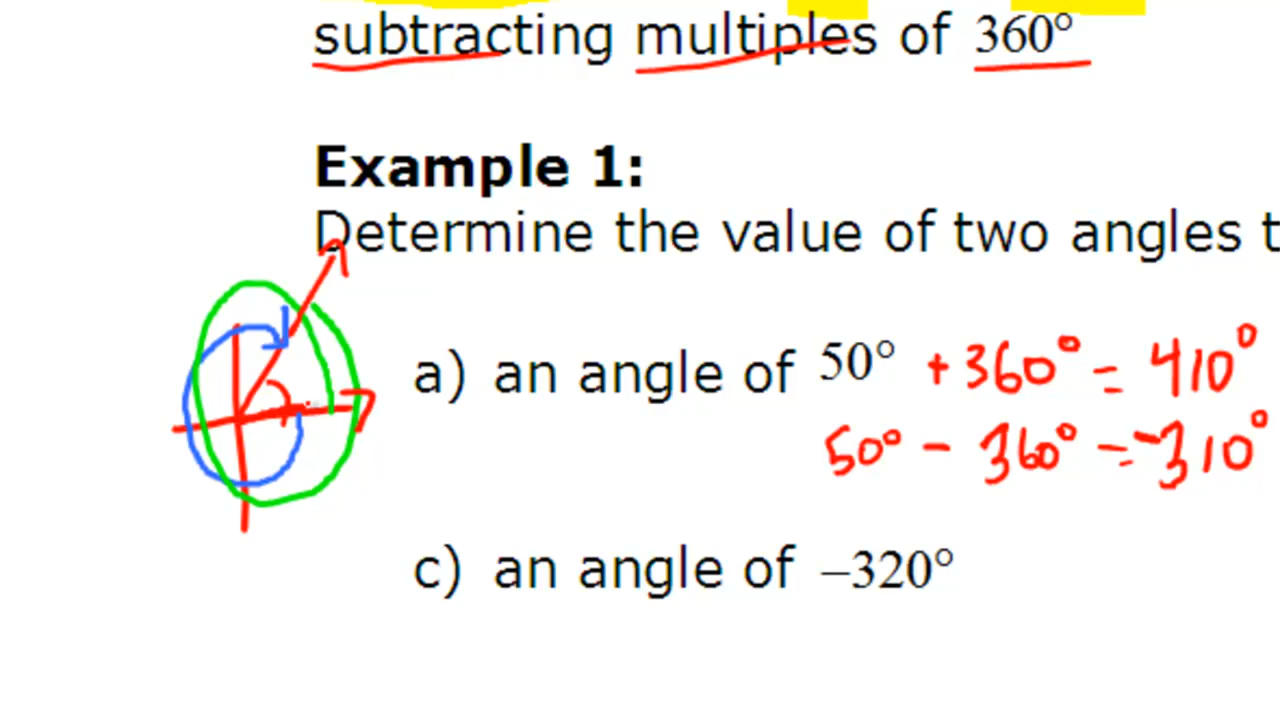 subtracting multiples of 360°
Example 1:
Determine the value of two angles t
a) an angle of 50° + 360° = 410°
50° - 360° = -310°
c) an angle of −320°